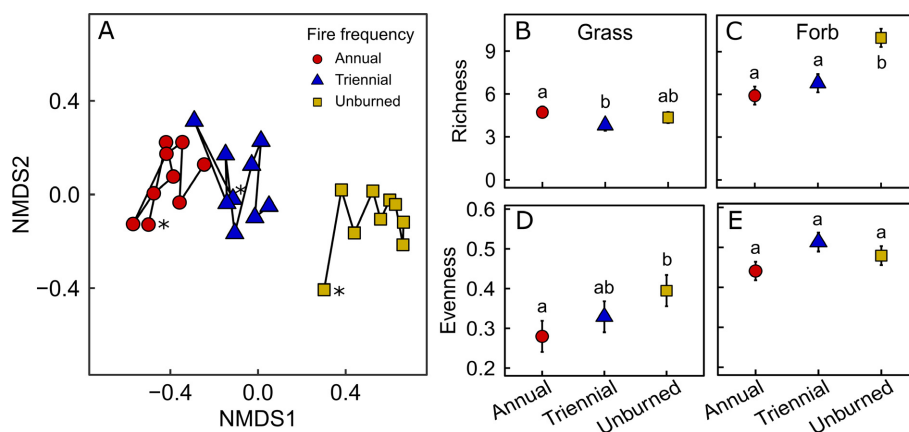 A
Fire frequency
Annual
Triennial
Unburned
0.4
0.0
−0.4
NMDS2
*
*
*
−0.4
0.0
0.4
NMDS1
B
Grass
a
b
ab
9
6
3
0
Richness
C
Forb
a
a
b
D
a
ab
b
0.6
0.5
0.4
0.3
0.2
Evenness
Annual
Triennial
Unburned
E
a
a
a
Annual
Triennial
Unburned